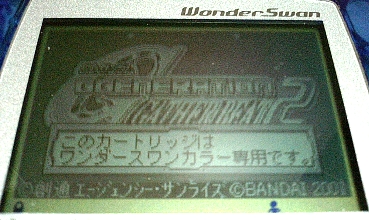 WonderSwan
GGENERATION
2
このカートリッジは
ワンダースワンカラー専用です。
©創通エージェンシー・サンライズ ©BANDAI 2001